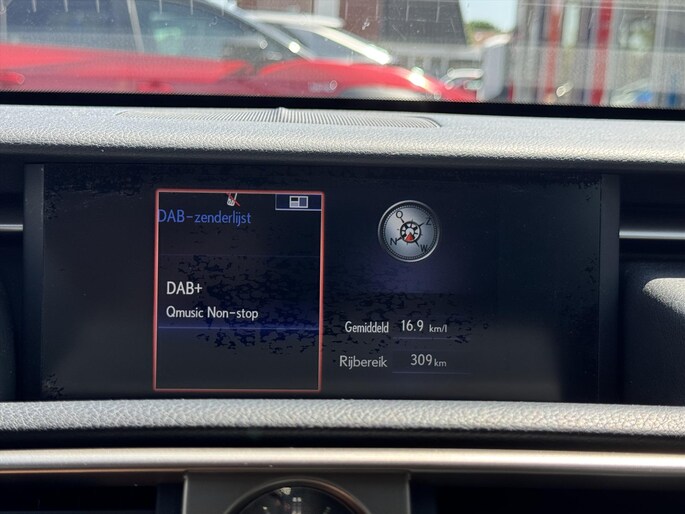 DAB-zenderlijst
DAB+
Qmusic Non-stop
O
Z
N
W
Gemiddeld 16.9 km/l
Rijbereik 309 km